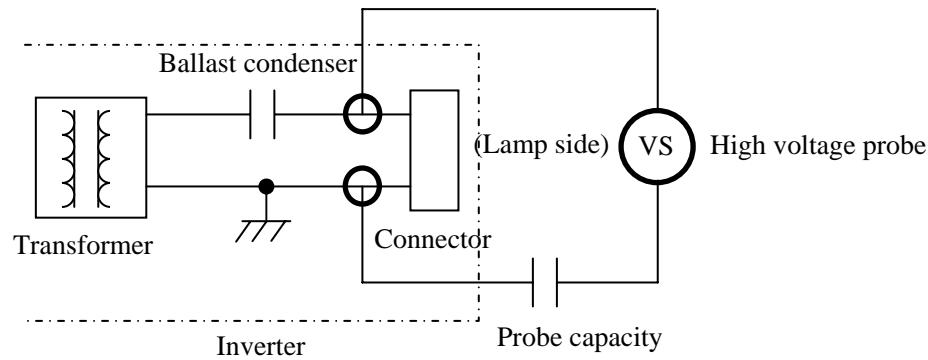 Ballast condenser
(Lamp side)
VS
High voltage probe
Transformer
Connector
Probe capacity
Inverter